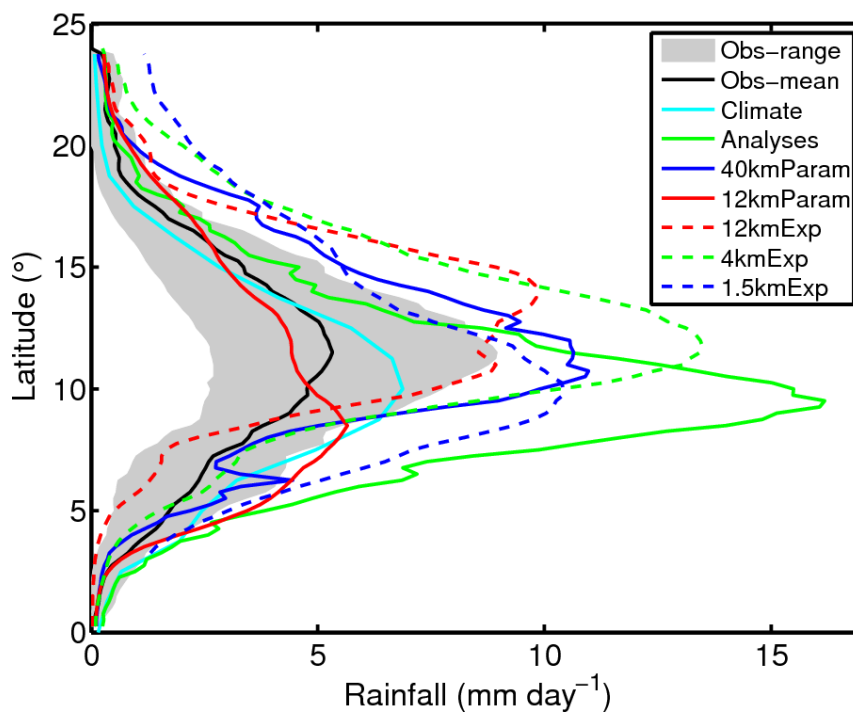 25
20
15
10
5
0
Latitude (°)
0 5 10 15
Rainfall (mm day⁻¹)
Obs−range
Obs−mean
Climate
Analyses
40kmParam
12kmParam
12kmExp
4kmExp
1.5kmExp